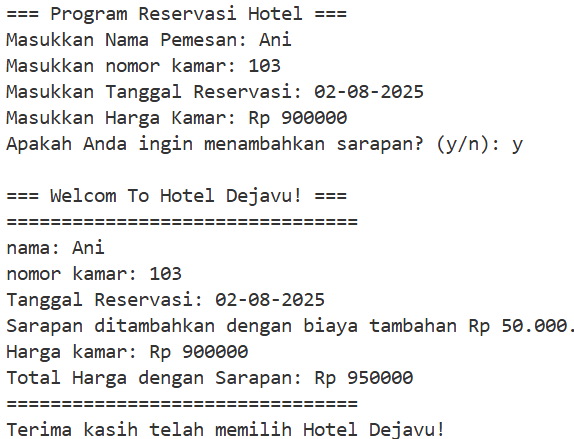 === Program Reservasi Hotel ===
Masukkan Nama Pemesan: Ani
Masukkan nomor kamar: 103
Masukkan Tanggal Reservasi: 02-08-2025
Masukkan Harga Kamar: Rp 900000
Apakah Anda ingin menambahkan sarapan? (y/n): y
=== Welcom To Hotel Dejavu! ===
================================
nama: Ani
nomor kamar: 103
Tanggal Reservasi: 02-08-2025
Sarapan ditambahkan dengan biaya tambahan Rp 50.000.
Harga kamar: Rp 900000
Total Harga dengan Sarapan: Rp 950000
================================
Terima kasih telah memilih Hotel Dejavu!